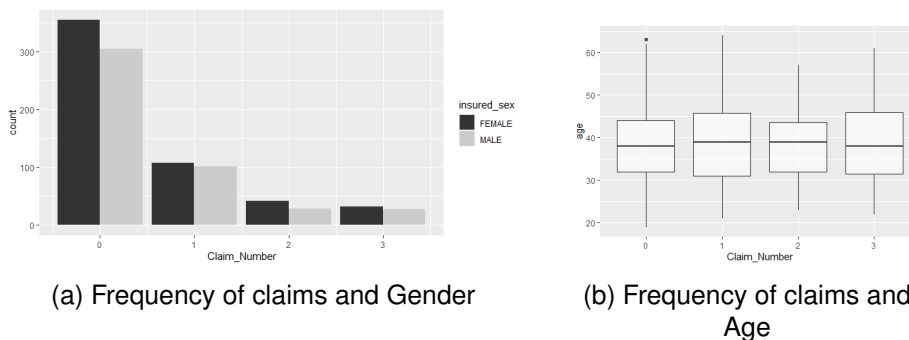 300
200
100
0
count
0 1 2 3
Claim_Number
insured_sex
FEMALE
MALE
60
50
40
30
20
age
0 1 2 3
Claim_Number
(a) Frequency of claims and Gender
(b) Frequency of claims and
Age